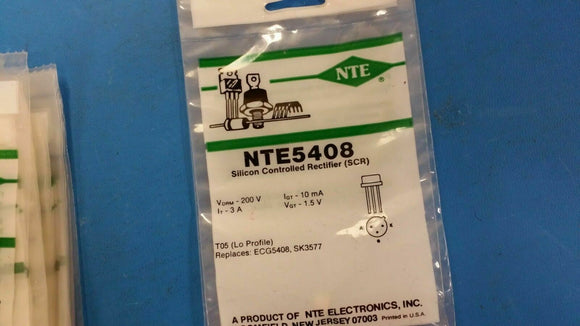 NTE®
NTE5408
Silicon Controlled Rectifier (SCR)
VDRM - 200 V IGT - 10 mA
IT - 3 A VGT - 1.5 V
A K
G
T05 (Lo Profile)
Replaces: ECG5408, SK3577
A PRODUCT OF NTE ELECTRONICS, INC.
NEW JERSEY 07003 Printed in U.S.A.